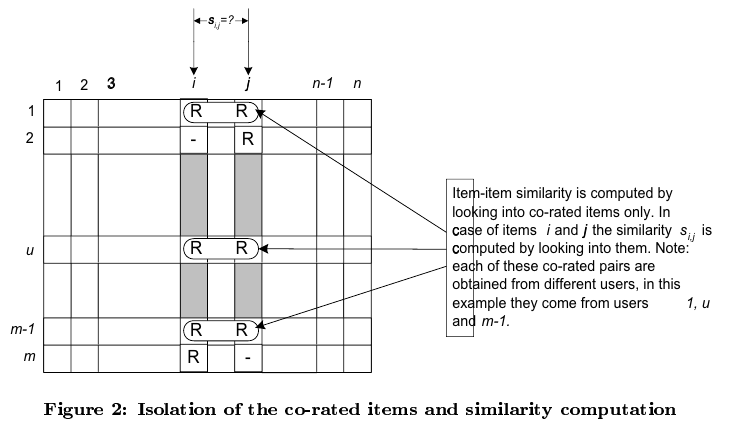 s i,j =?
1 2 3 i j n-1 n
1 R R
2 - R
Item-item similarity is computed by
looking into co-rated items only. In
case of items i and j the similarity s i,j is
u R R
computed by looking into them. Note:
each of these co-rated pairs are
obtained from different users, in this
example they come from users 1, u
and m-1.
m-1 R R
m R -
Figure 2: Isolation of the co-rated items and similarity computation